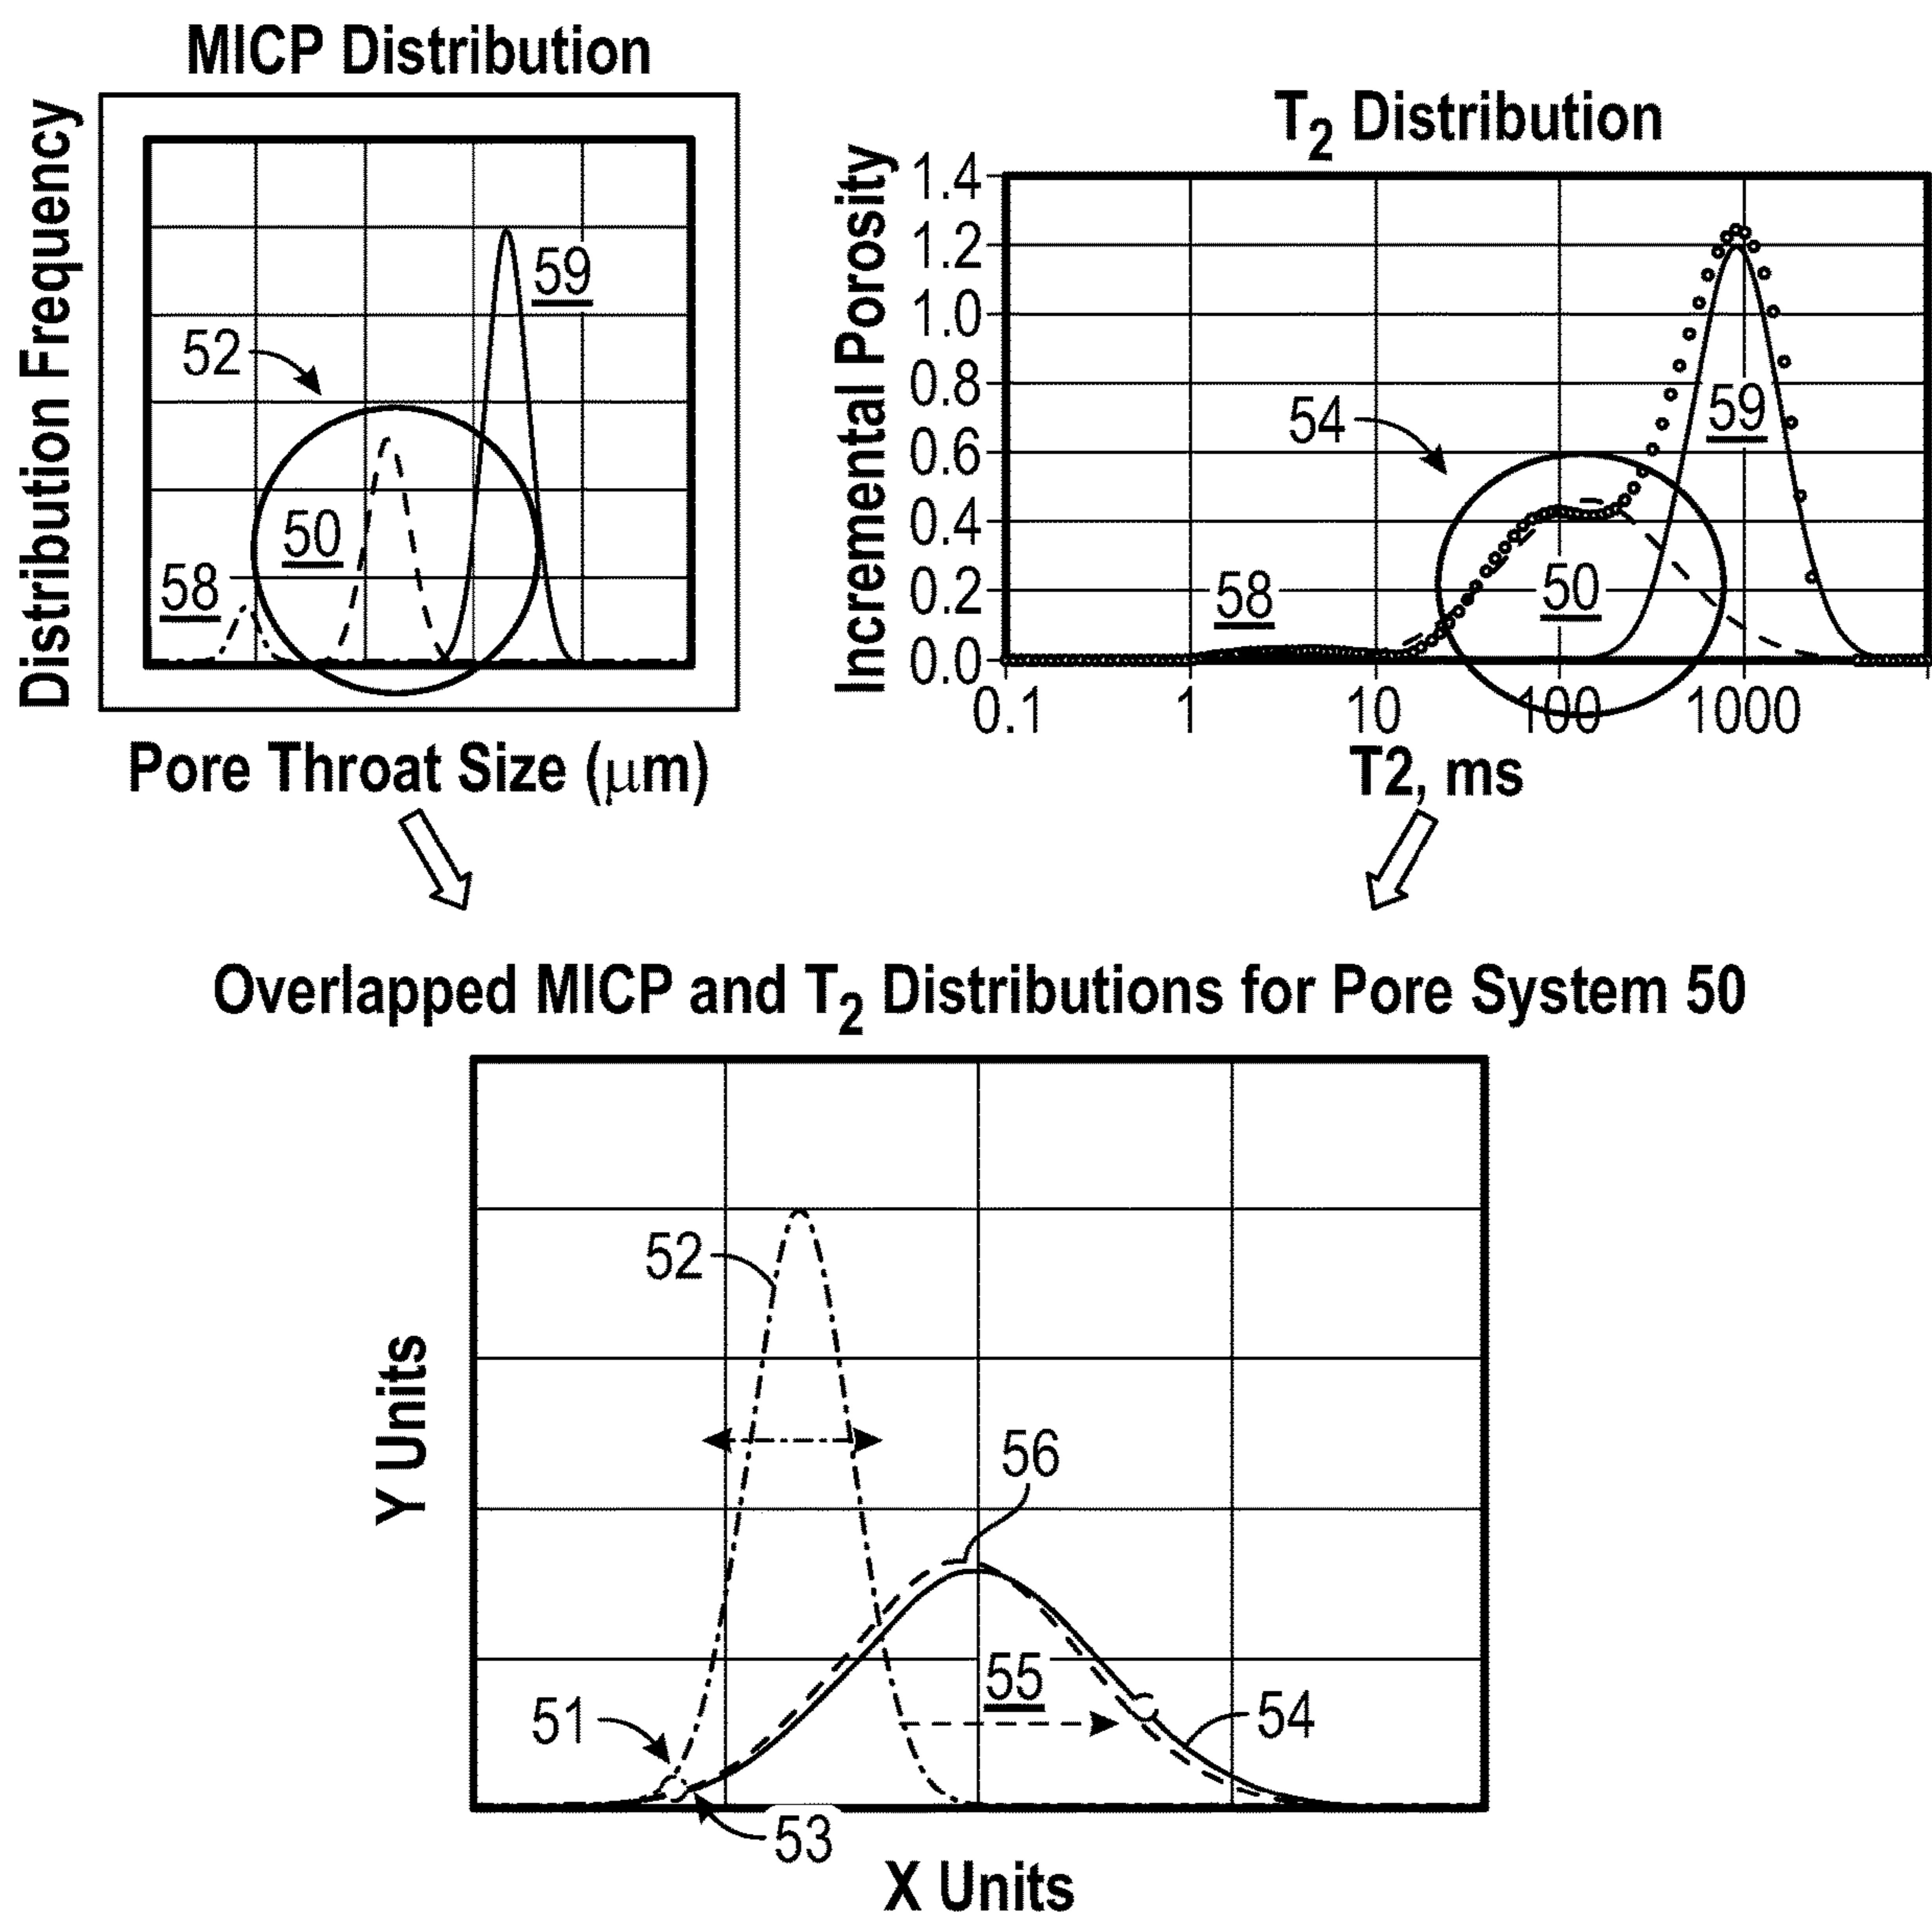 MICP Distribution
Distribution Frequency
52
59
50
58
Pore Throat Size (μm)
T2 Distribution
Incremental Porosity
1.4
1.2
1.0
0.8
0.6
0.4
0.2
0.0
54
59
58
50
0.1 1 10 100 1000
T2, ms
Overlapped MICP and T2 Distributions for Pore System 50
Y Units
52
56
55
51
54
53
X Units